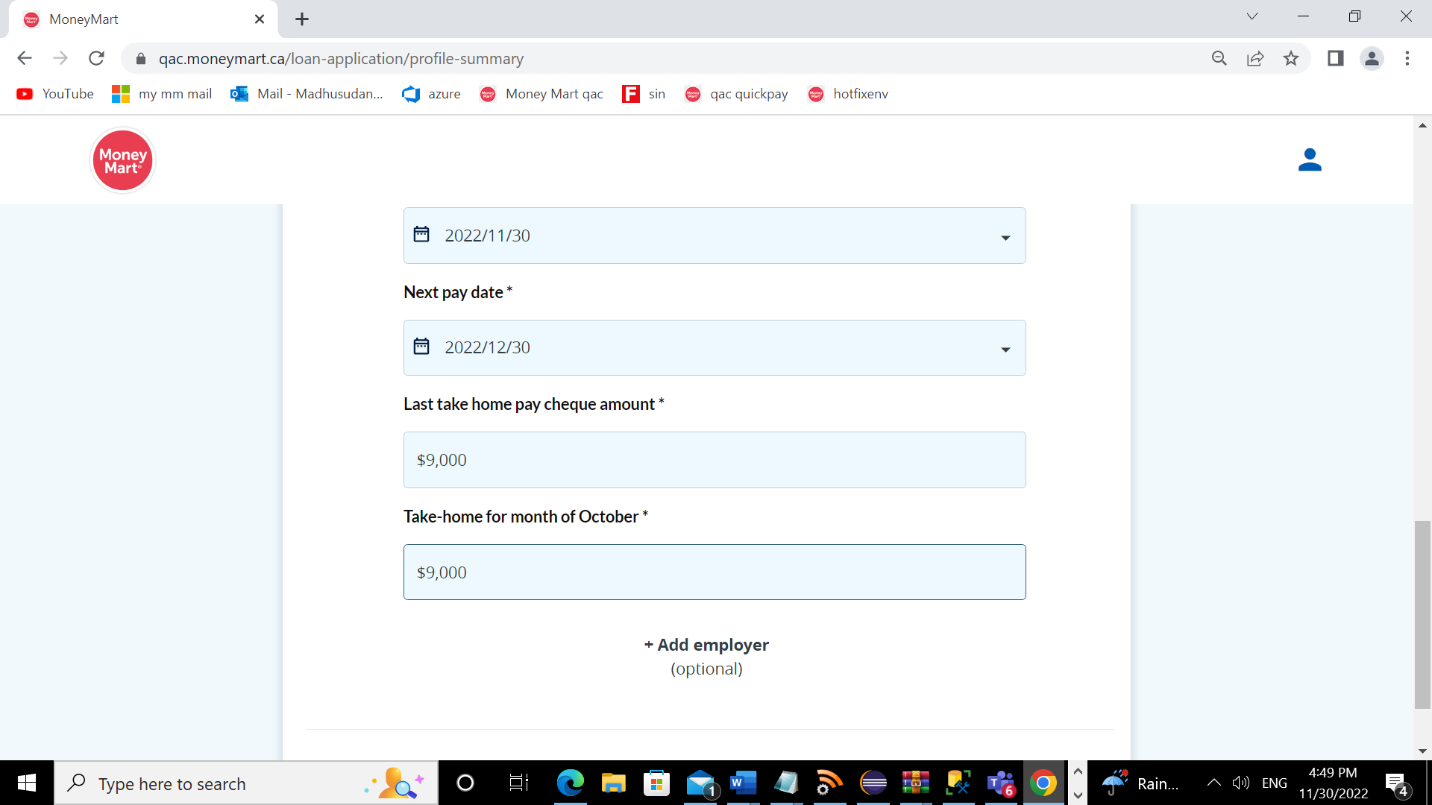 MoneyMart
qac.moneymart.ca/loan-application/profile-summary
YouTube
my mm mail
Mail - Madhusudan...
azure
Money Mart qac
F
sin
qac quickpay
hotfixenv
Money
Mart
2022/11/30
Next pay date *
2022/12/30
Last take home pay cheque amount *
$9,000
Take-home for month of October *
$9,000
+ Add employer
(optional)
Type here to search
1
W
T
6
Rain...
ENG
4:49 PM
11/30/2022
4